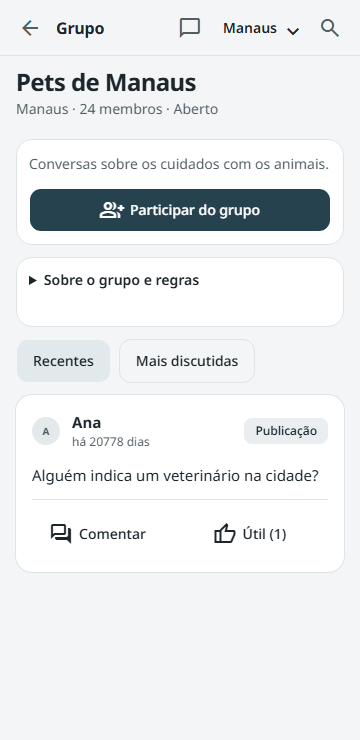 Grupo
Manaus
Pets de Manaus
Manaus · 24 membros · Aberto
Conversas sobre os cuidados com os animais.
Participar do grupo
Sobre o grupo e regras
Recentes
Mais discutidas
A
Ana
há 20778 dias
Publicação
Alguém indica um veterinário na cidade?
Comentar
Útil (1)